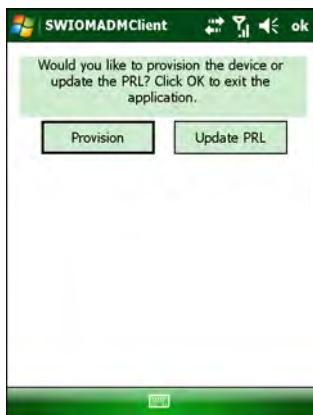 SWIOMADMClient ok
Would you like to provision the device or
update the PRL? Click OK to exit the
application.
Provision Update PRL